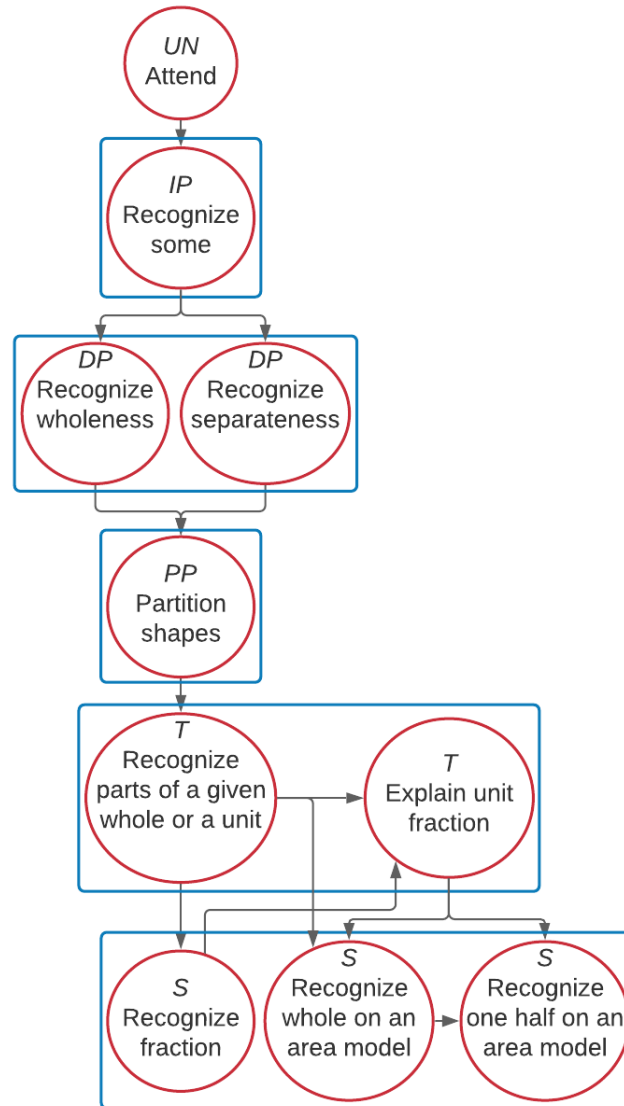 UN
Attend
IP
Recognize
some
DP
Recognize
wholeness
DP
Recognize
separateness
PP
Partition
shapes
T
Recognize
parts of a given
whole or a unit
T
Explain unit
fraction
S
Recognize
fraction
S
Recognize
whole on an
area model
S
Recognize
one half on an
area model